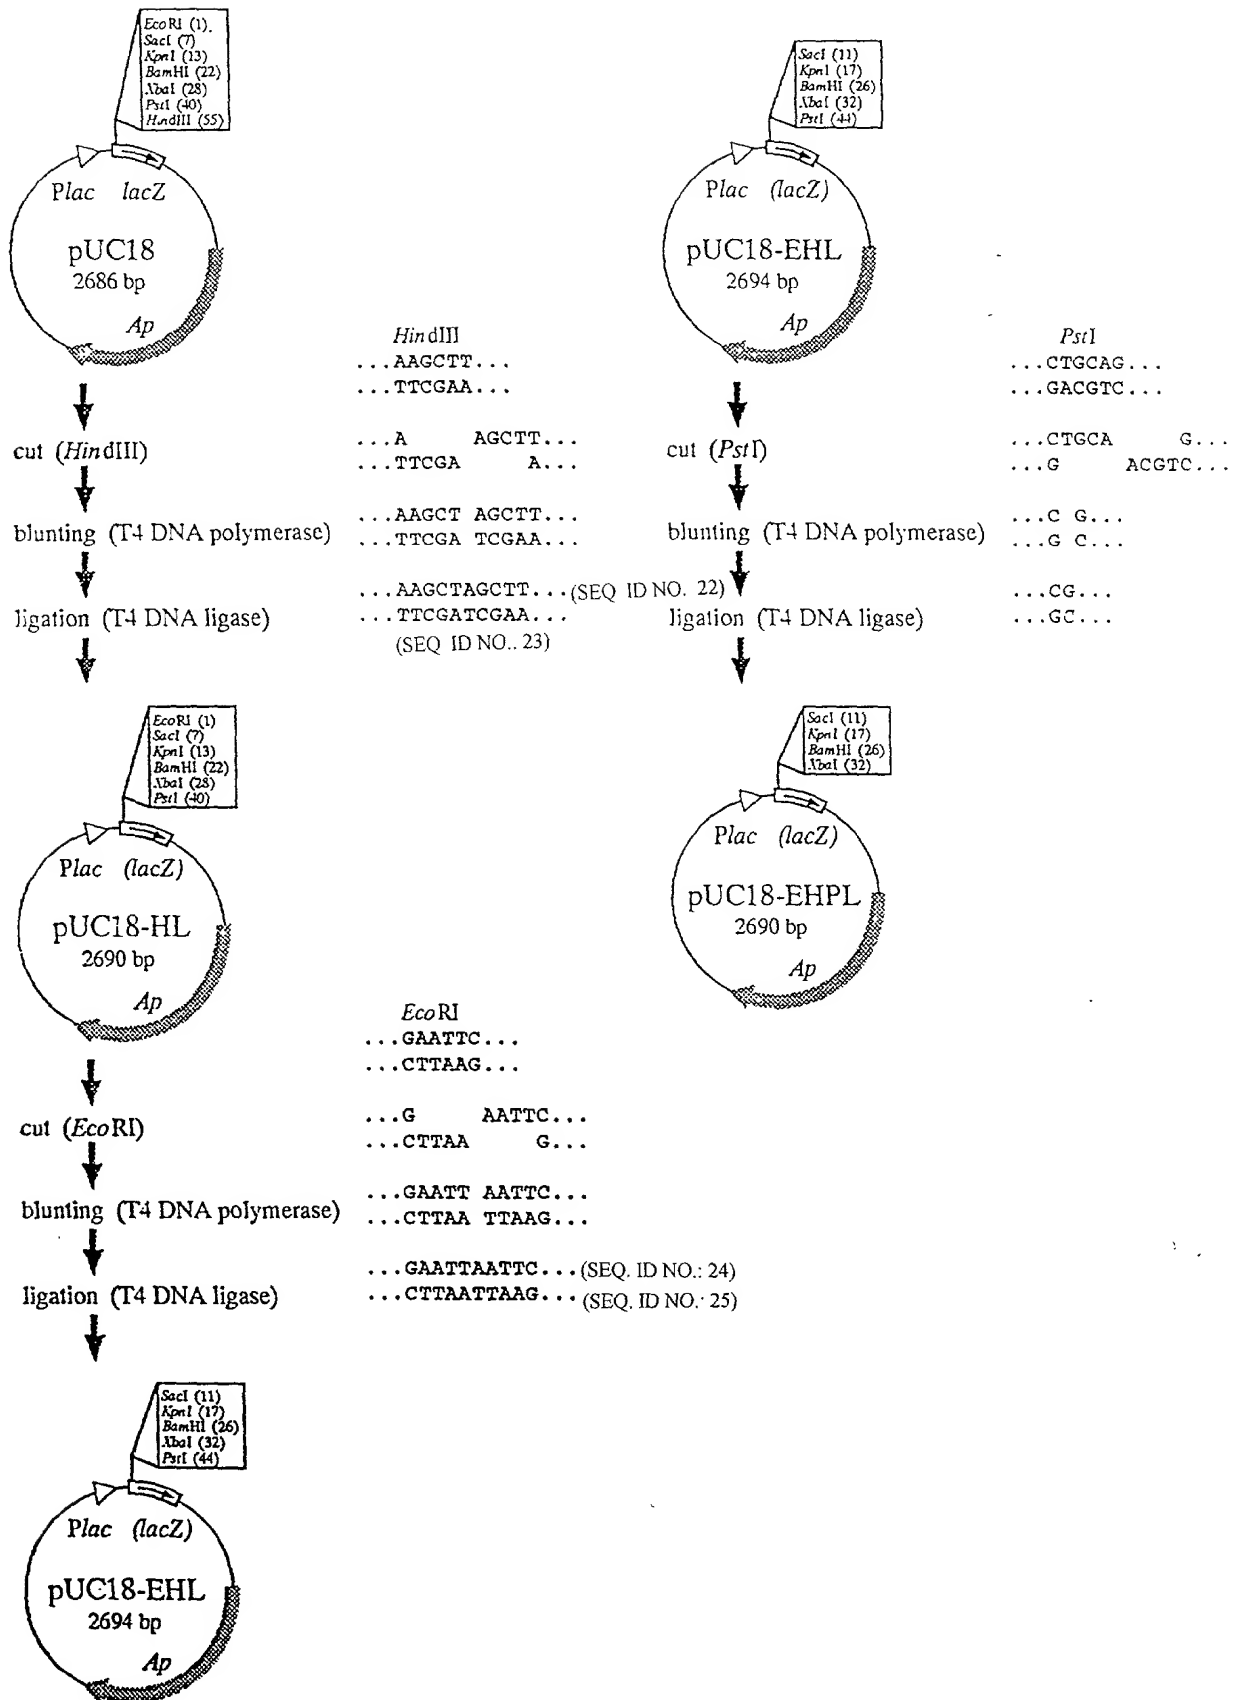 EcoRI (1)
SacI (7)
KpnI (13)
BamHI (22)
XbaI (28)
PstI (40)
HindIII (55)
Plac lacZ
pUC18
2686 bp
Ap
HindIII
...AAGCTT...
...TTCGAA...
cut (HindIII)
...A AGCTT...
...TTCGA A...
blunting (T4 DNA polymerase)
...AAGCT AGCTT...
...TTCGA TCGAA...
ligation (T4 DNA ligase)
...AAGCTAGCTT...(SEQ ID NO. 22)
...TTCGATCGAA...
(SEQ ID NO.. 23)
EcoRI (1)
SacI (7)
KpnI (13)
BamHI (22)
XbaI (28)
PstI (40)
Plac (lacZ)
pUC18-HL
2690 bp
Ap
EcoRI
...GAATTC...
...CTTAAG...
cut (EcoRI)
...G AATTC...
...CTTAA G...
blunting (T4 DNA polymerase)
...GAATT AATTC...
...CTTAA TTAAG...
ligation (T4 DNA ligase)
...GAATTAATTC...(SEQ. ID NO.: 24)
...CTTAATTAAG...(SEQ. ID NO.: 25)
SacI (11)
KpnI (17)
BamHI (26)
XbaI (32)
PstI (44)
Plac (lacZ)
pUC18-EHL
2694 bp
Ap
SacI (11)
KpnI (17)
BamHI (26)
XbaI (32)
PstI (44)
Plac (lacZ)
pUC18-EHL
2694 bp
Ap
PstI
...CTGCAG...
...GACGTC...
cut (PstI)
...CTGCA G...
...G ACGTC...
blunting (T4 DNA polymerase)
...C G...
...G C...
ligation (T4 DNA ligase)
...CG...
...GC...
SacI (11)
KpnI (17)
BamHI (26)
XbaI (32)
Plac (lacZ)
pUC18-EHPL
2690 bp
Ap